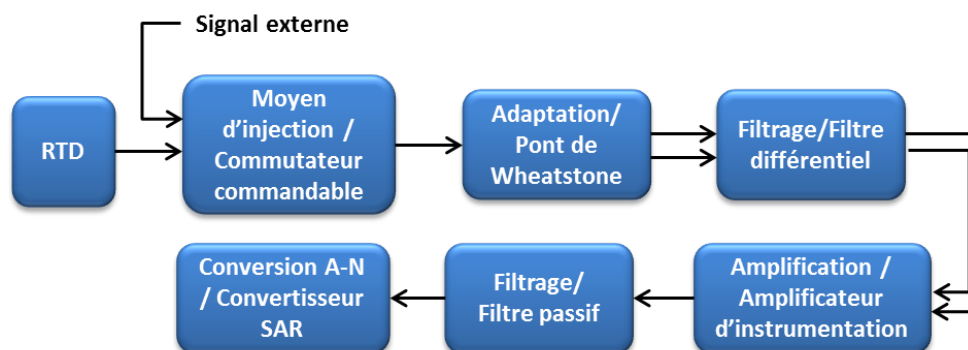 Signal externe
RTD
Moyen
d'injection /
Commutateur
commandable
Adaptation/
Pont de
Wheatstone
Filtrage/Filtre
différentiel
Conversion A-N
/ Convertisseur
SAR
Filtrage/
Filtre passif
Amplification /
Amplificateur
d'instrumentation